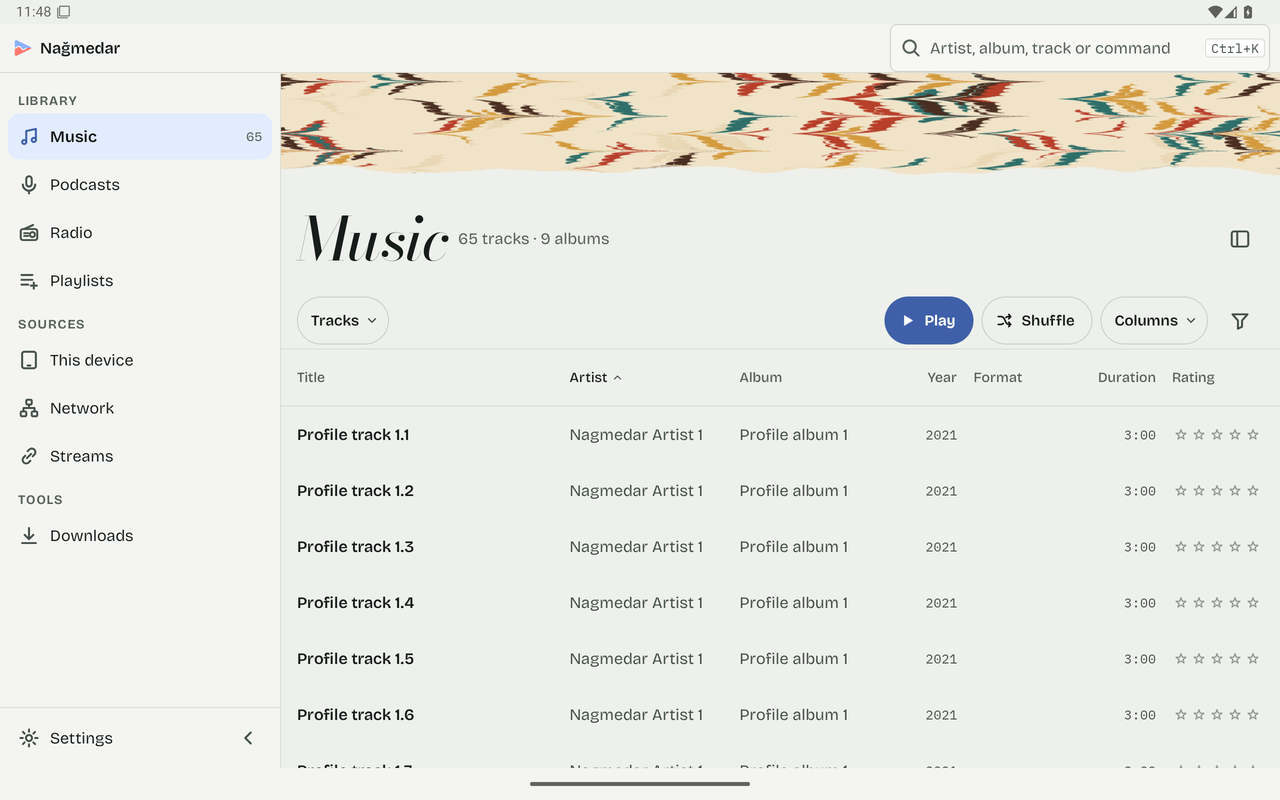 11:48
Nağmedar
Artist, album, track or command Ctrl+K
LIBRARY
Music 65
Podcasts
Radio
Playlists
SOURCES
This device
Network
Streams
TOOLS
Downloads
Settings
Music 65 tracks · 9 albums
Tracks Play Shuffle Columns
Title Artist Album Year Format Duration Rating
Profile track 1.1 Nagmedar Artist 1 Profile album 1 2021 3:00
Profile track 1.2 Nagmedar Artist 1 Profile album 1 2021 3:00
Profile track 1.3 Nagmedar Artist 1 Profile album 1 2021 3:00
Profile track 1.4 Nagmedar Artist 1 Profile album 1 2021 3:00
Profile track 1.5 Nagmedar Artist 1 Profile album 1 2021 3:00
Profile track 1.6 Nagmedar Artist 1 Profile album 1 2021 3:00